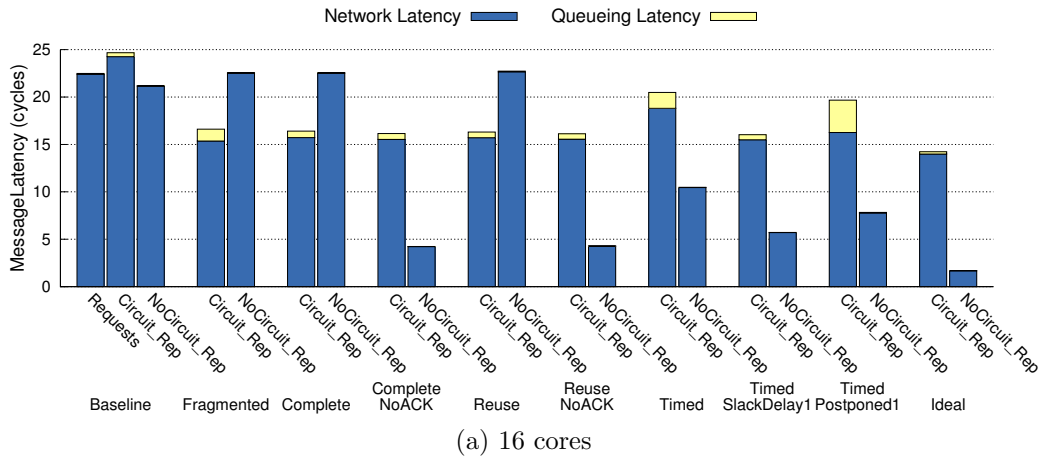 Network Latency Queueing Latency
MessageLatency (cycles)
25
20
15
10
5
0
Requests Circuit_Rep NoCircuit_Rep Circuit_Rep NoCircuit_Rep Circuit_Rep NoCircuit_Rep Circuit_Rep NoCircuit_Rep Circuit_Rep NoCircuit_Rep Circuit_Rep NoCircuit_Rep Circuit_Rep NoCircuit_Rep Circuit_Rep NoCircuit_Rep Circuit_Rep NoCircuit_Rep Circuit_Rep NoCircuit_Rep
Complete Reuse Timed Timed
Baseline Fragmented Complete NoACK Reuse NoACK Timed SlackDelay1 Postponed1 Ideal
(a) 16 cores